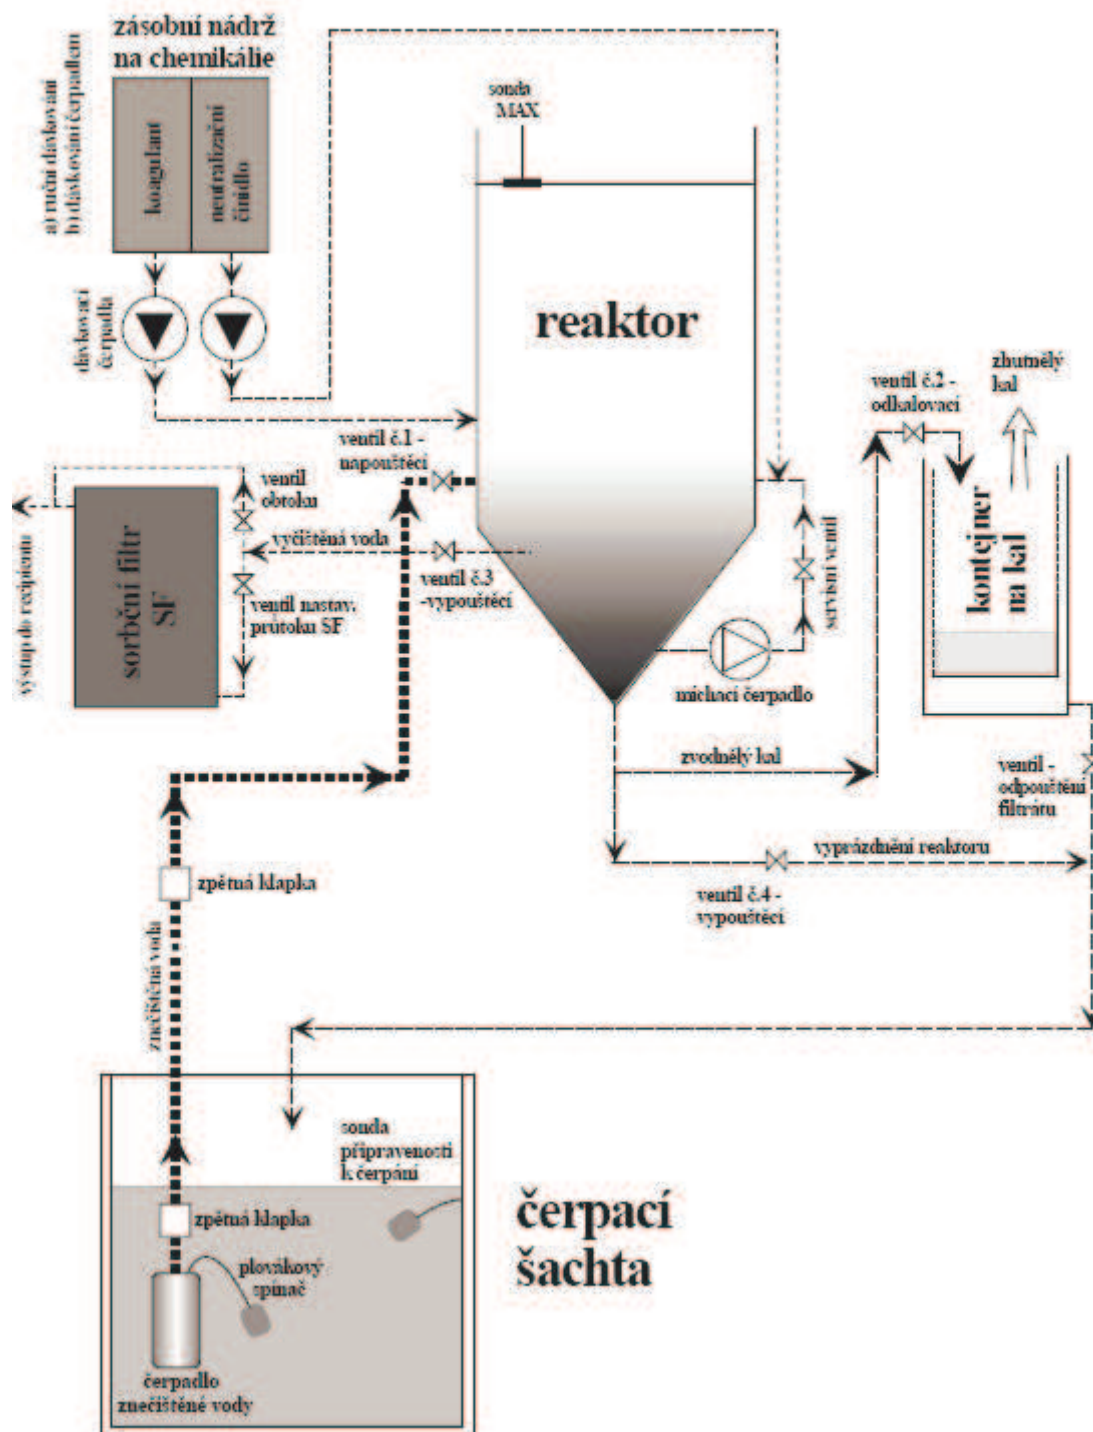 zásobní nádrž
na chemikálie
a) ruční dávkování
b) dávkování čerpadlem
koagulant
neutralizační
činidlo
dávkovací
čerpadla
sonda
MAX
reaktor
ventil č.1 -
napouštěcí
ventil
obtoku
vyčištěná voda
ventil č.3
-vypouštěcí
ventil nastav.
průtoku SF
sorbční filtr
SF
výstup do recipientu
servisní ventil
míchací čerpadlo
ventil č.2 -
odkalovací
zhutnělý
kal
kontejner
na kal
zvodnělý kal
ventil -
odpouštění
filtrátu
vyprázdnění reaktoru
ventil č.4 -
vypouštěcí
zpětná klapka
znečištěná voda
sonda
připravenosti
k čerpání
zpětná klapka
plovákový
spínač
čerpadlo
znečištěné vody
čerpací
šachta